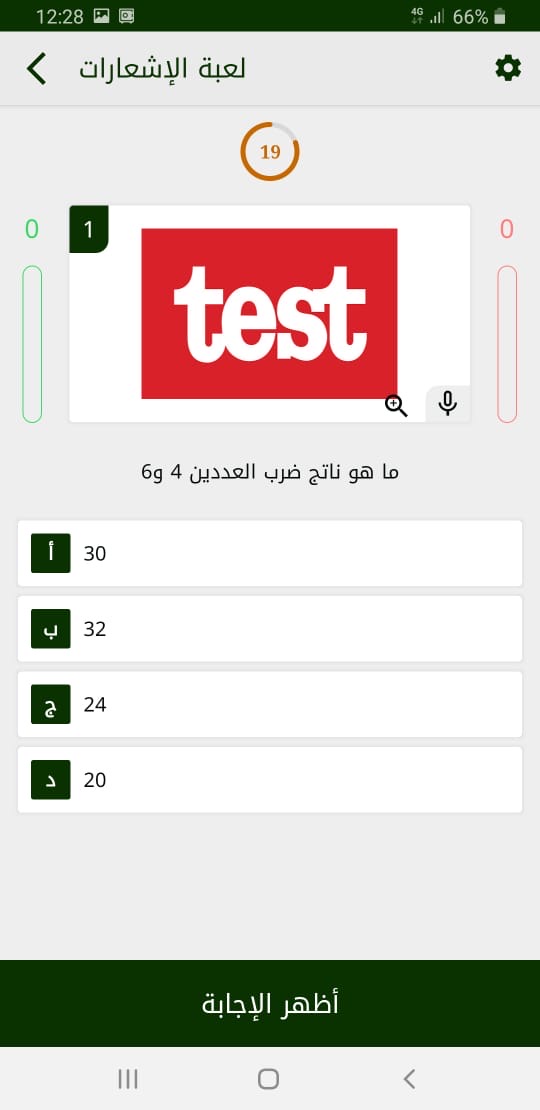 12:28
4G 66%
لعبة الإشعارات
19
0
1
0
test
ما هو ناتج ضرب العددين 4 و6
أ 30
ب 32
ج 24
د 20
أظهر الإجابة